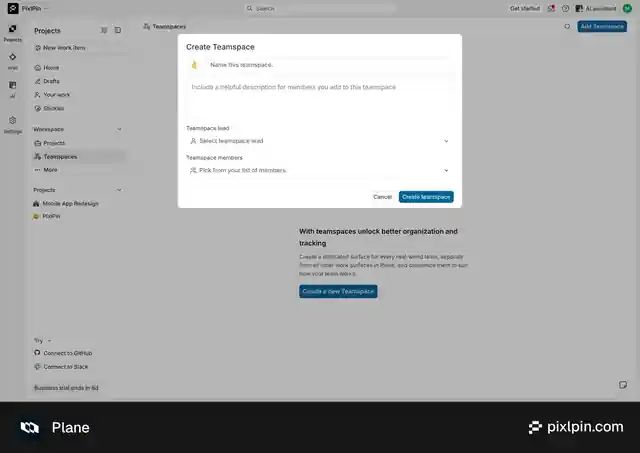 PixlPin
Search
Get started
AI assistant
M
Projects
Wiki
AI
Settings
Projects
New work item
Home
Drafts
Your work
Stickies
Workspace
Projects
Teamspaces
More
Projects
Mobile App Redesign
PixlPin
Try
Connect to GitHub
Connect to Slack
Business trial ends in 6d
Teamspaces
Add Teamspace
Create Teamspace
Name this teamspace.
Include a helpful description for members you add to this teamspace
Teamspace lead
Select teamspace lead
Teamspace members
Pick from your list of members.
Cancel
Create teamspace
With teamspaces unlock better organization and
tracking
Create a dedicated surface for every real-world team, separate
from all other work surfaces in Plane, and customize them to suit
how your team works.
Create a new Teamspace
Plane
pixlpin.com